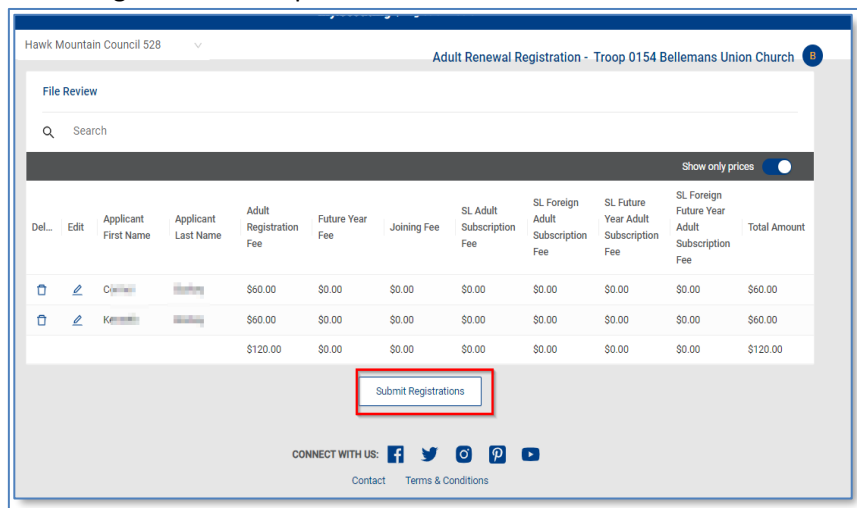 Hawk Mountain Council 528
Adult Renewal Registration - Troop 0154 Bellemans Union Church B
File Review
Search
Show only prices
Del... Edit Applicant First Name Applicant Last Name Adult Registration Fee Future Year Fee Joining Fee SL Adult Subscription Fee SL Foreign Adult Subscription Fee SL Future Year Adult Subscription Fee SL Foreign Future Year Adult Subscription Fee Total Amount
$60.00 $0.00 $0.00 $0.00 $0.00 $0.00 $0.00 $60.00
$60.00 $0.00 $0.00 $0.00 $0.00 $0.00 $0.00 $60.00
$120.00 $0.00 $0.00 $0.00 $0.00 $0.00 $0.00 $120.00
Submit Registrations
CONNECT WITH US:
Contact Terms & Conditions